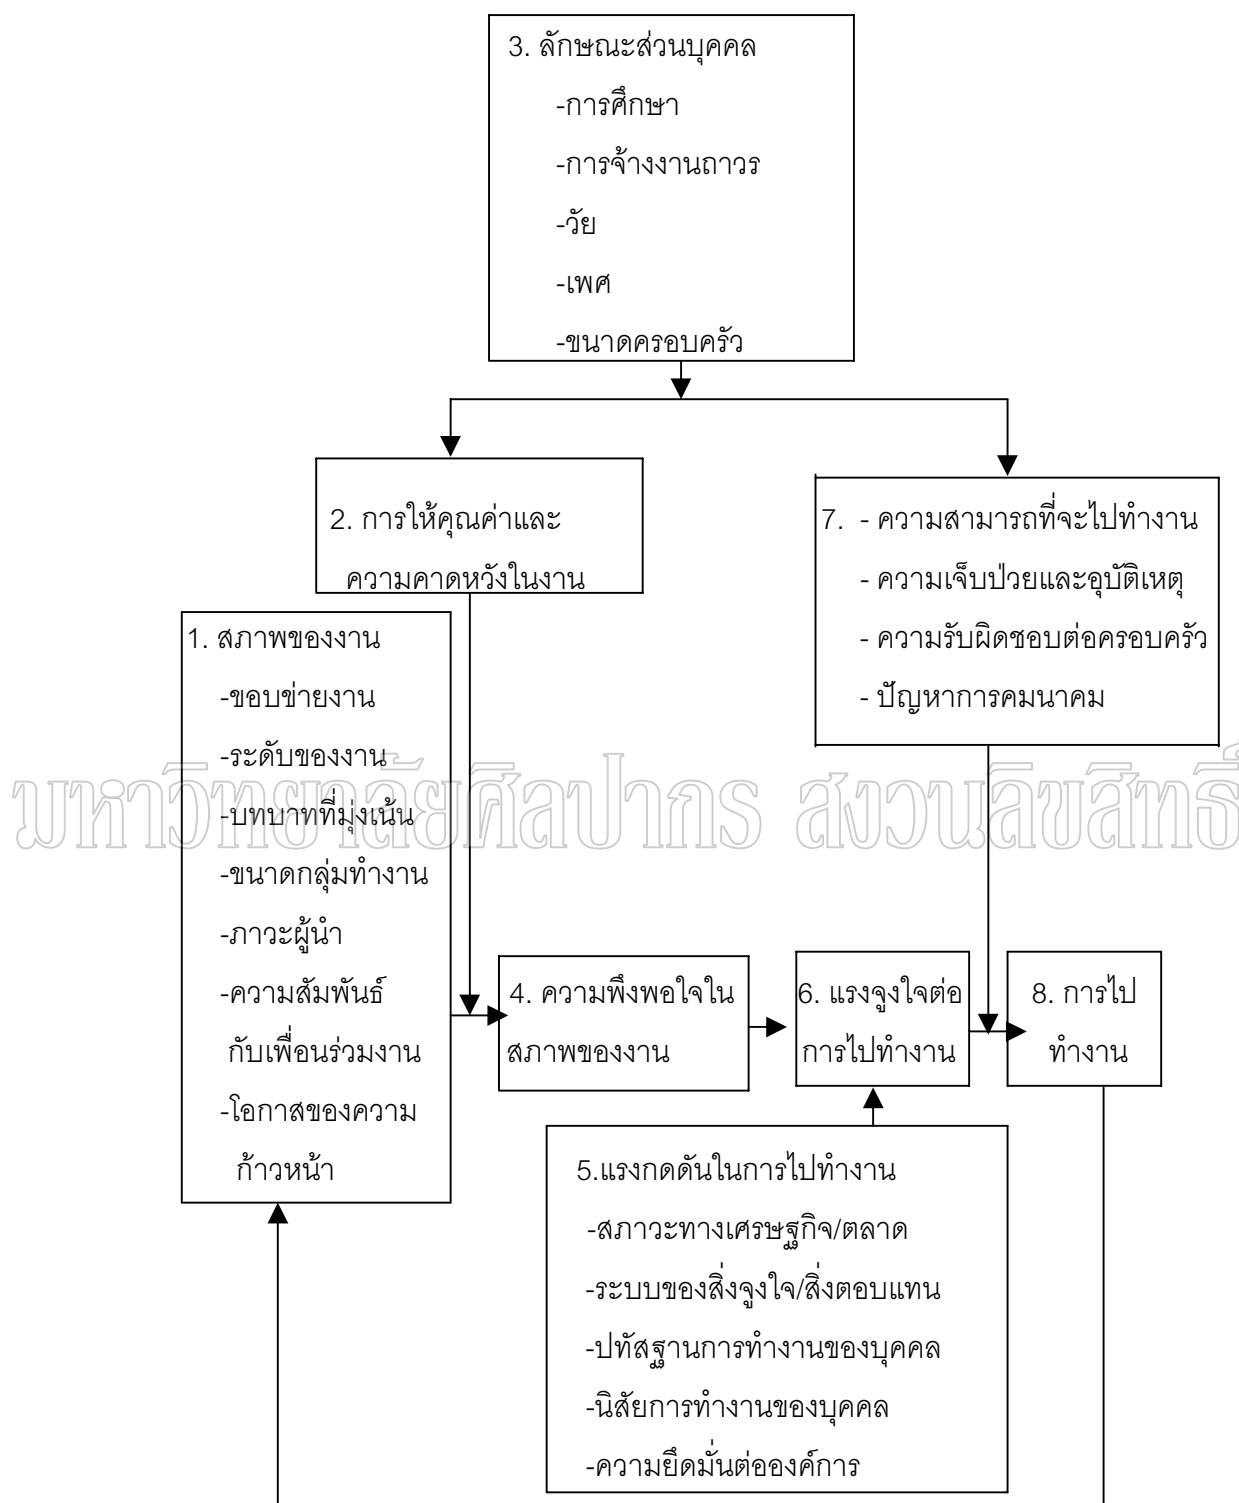 3. ลักษณะส่วนบุคคล
-การศึกษา
-การจ้างงานถาวร
-วัย
-เพศ
-ขนาดครอบครัว
2. การให้คุณค่าและ
ความคาดหวังในงาน
7. - ความสามารถที่จะไปทำงาน
- ความเจ็บป่วยและอุบัติเหตุ
- ความรับผิดชอบต่อครอบครัว
- ปัญหาการคมนาคม
1. สภาพของงาน
-ขอบข่ายงาน
-ระดับของงาน
-บทบาทที่มุ่งเน้น
-ขนาดกลุ่มทำงาน
-ภาวะผู้นำ
-ความสัมพันธ์
กับเพื่อนร่วมงาน
-โอกาสของความ
ก้าวหน้า
มหาวิทยาลัยศิลปากร สงวนลิขสิทธิ์
4. ความพึงพอใจใน
สภาพของงาน
6. แรงจูงใจต่อ
การไปทำงาน
8. การไป
ทำงาน
5.แรงกดดันในการไปทำงาน
-สภาวะทางเศรษฐกิจ/ตลาด
-ระบบของสิ่งจูงใจ/สิ่งตอบแทน
-ปทัสฐานการทำงานของบุคคล
-นิสัยการทำงานของบุคคล
-ความยึดมั่นต่อองค์การ